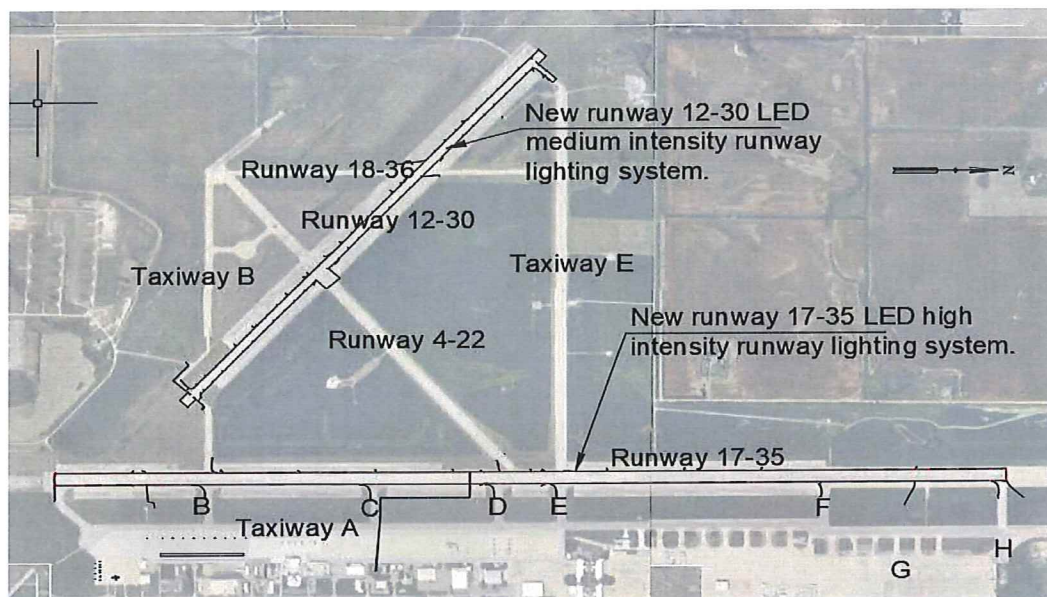 New runway 12-30 LED
medium intensity runway
lighting system.
Runway 18-36
N
Runway 12-30
Taxiway B
Taxiway E
New runway 17-35 LED high
intensity runway lighting system.
Runway 4-22
Runway 17-35
B
C
D
E
F
Taxiway A
H
G